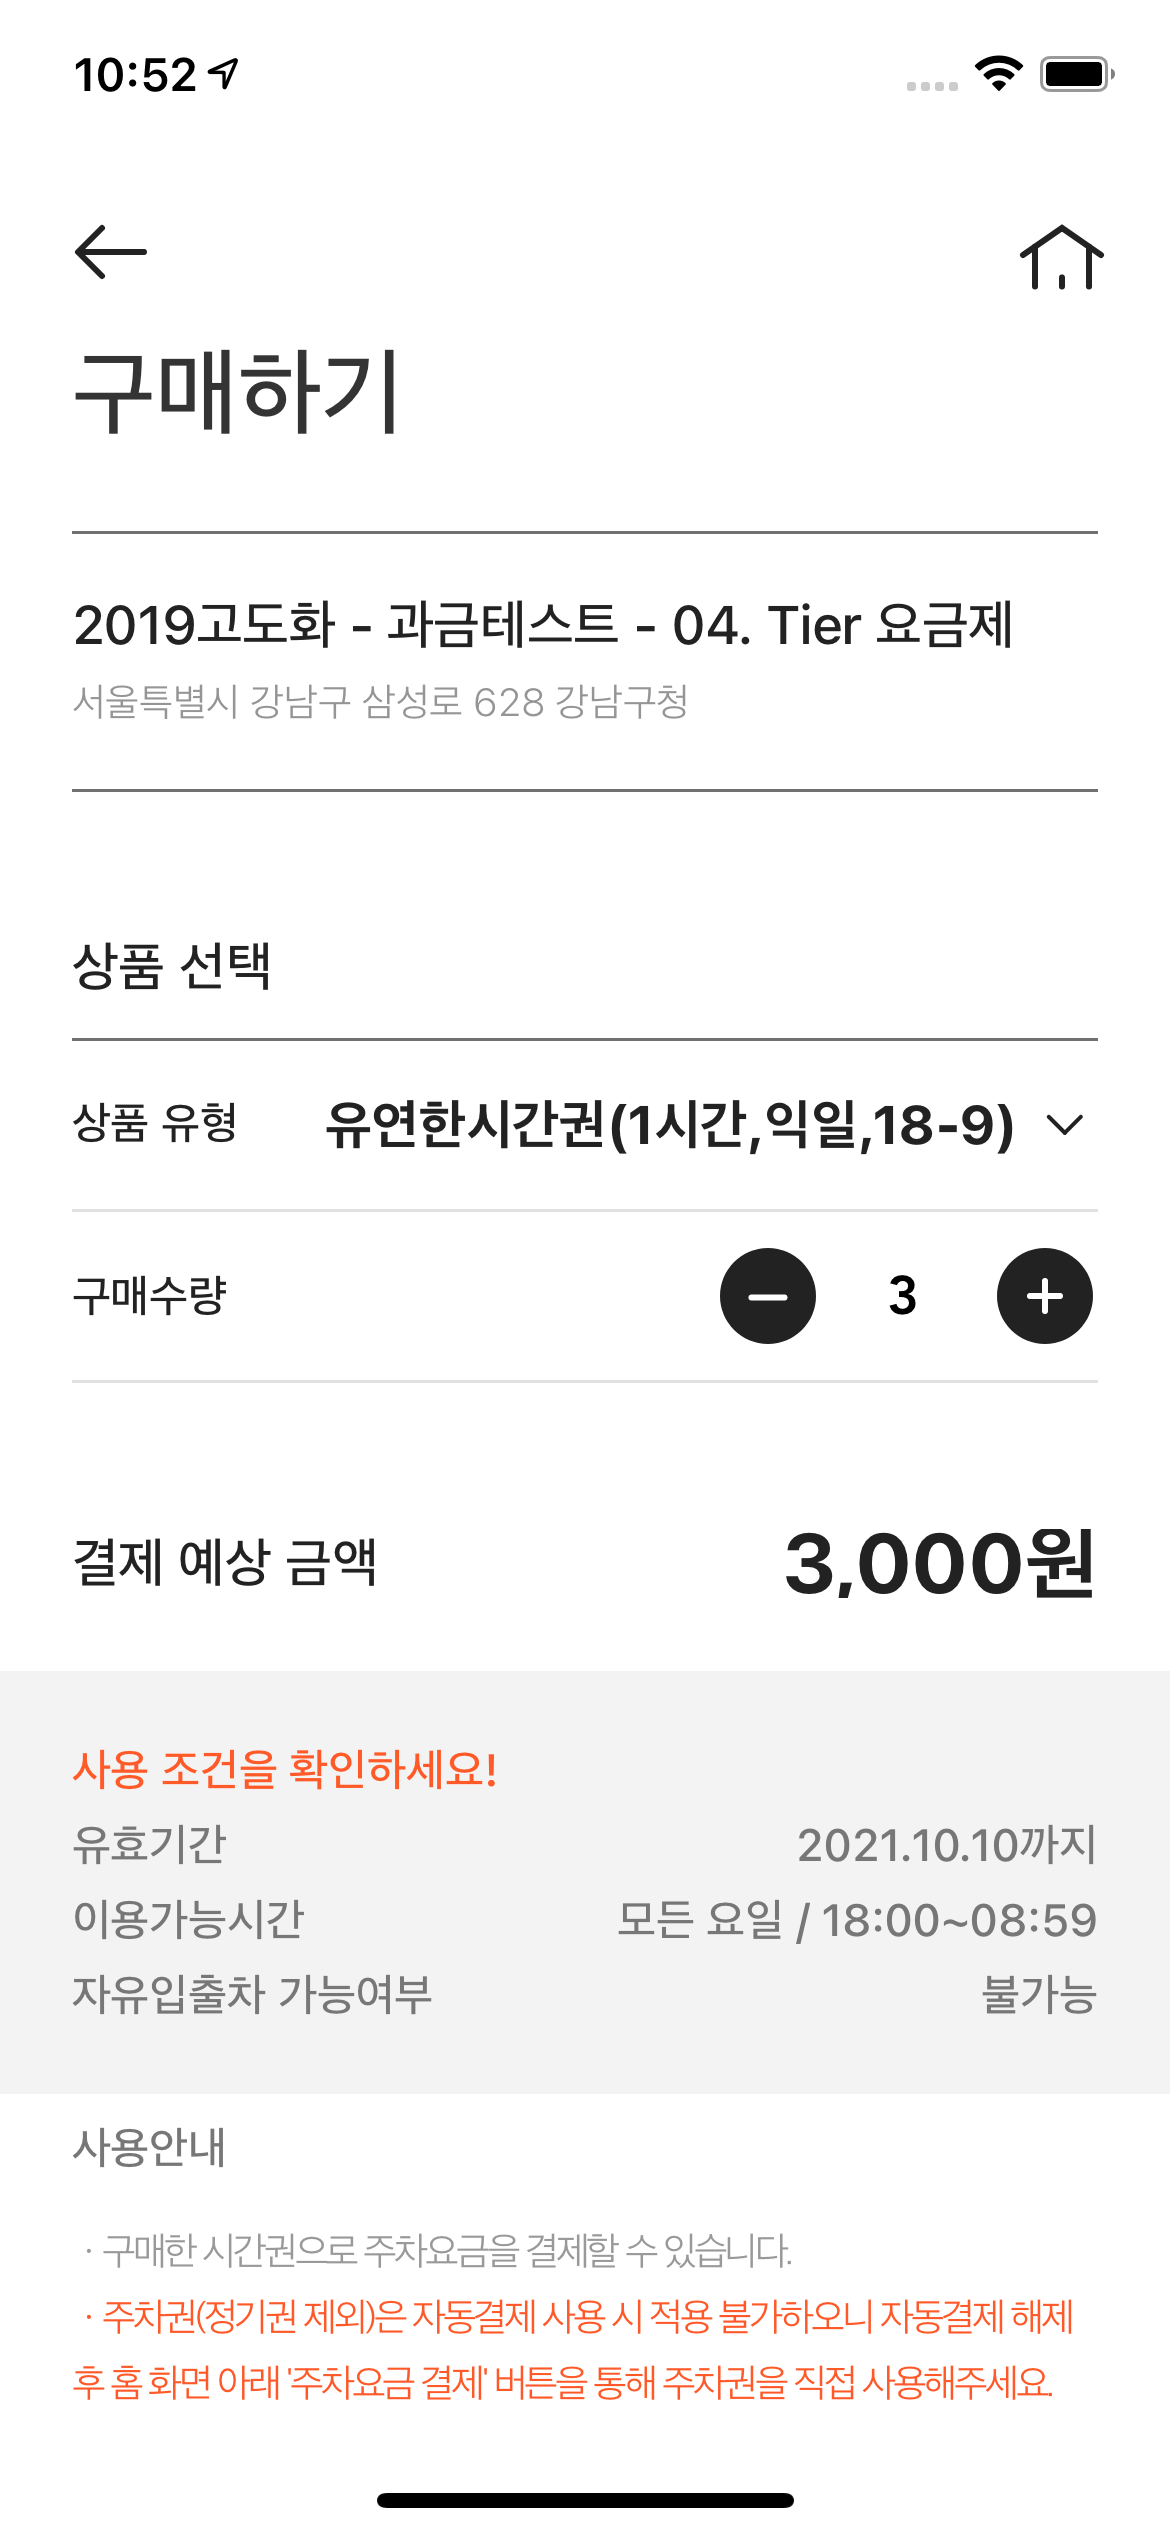 10:52
구매하기
2019고도화 - 과금테스트 - 04. Tier 요금제
서울특별시 강남구 삼성로 628 강남구청
상품 선택
상품 유형 유연한시간권(1시간,익일,18-9)
구매수량 3
결제 예상 금액 3,000원
사용 조건을 확인하세요!
유효기간 2021.10.10까지
이용가능시간 모든 요일 / 18:00~08:59
자유입출차 가능여부 불가능
사용안내
· 구매한 시간권으로 주차요금을 결제할 수 있습니다.
· 주차권(정기권 제외)은 자동결제 사용 시 적용 불가하오니 자동결제 해제
후 홈 화면 아래 '주차요금 결제' 버튼을 통해 주차권을 직접 사용해주세요.